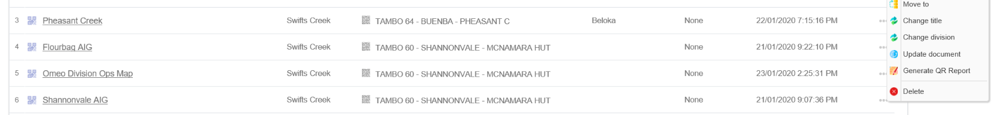 Move to
3 Pheasant Creek Swifts Creek TAMBO 64 - BUENBA - PHEASANT C Beloka None 22/01/2020 7:15:16 PM Change title
Change division
4 Flourbag AIG Swifts Creek TAMBO 60 - SHANNONVALE - MCNAMARA HUT None 21/01/2020 9:22:10 PM
Update document
5 Omeo Division Ops Map Swifts Creek TAMBO 60 - SHANNONVALE - MCNAMARA HUT None 23/01/2020 2:25:31 PM Generate QR Report
Delete
6 Shannonvale AIG Swifts Creek TAMBO 60 - SHANNONVALE - MCNAMARA HUT None 21/01/2020 9:07:36 PM